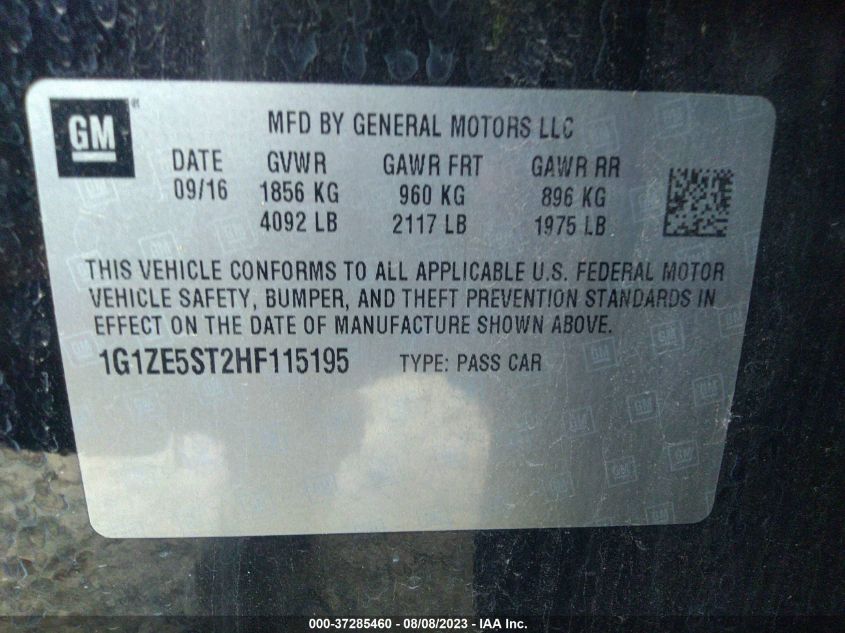 GM
MFD BY GENERAL MOTORS LLC
DATE GVWR GAWR FRT GAWR RR
09/16 1856 KG 960 KG 896 KG
4092 LB 2117 LB 1975 LB
THIS VEHICLE CONFORMS TO ALL APPLICABLE U.S. FEDERAL MOTOR
VEHICLE SAFETY, BUMPER, AND THEFT PREVENTION STANDARDS IN
EFFECT ON THE DATE OF MANUFACTURE SHOWN ABOVE.
1G1ZE5ST2HF115195 TYPE: PASS CAR
000-37285460 - 08/08/2023 - IAA Inc.